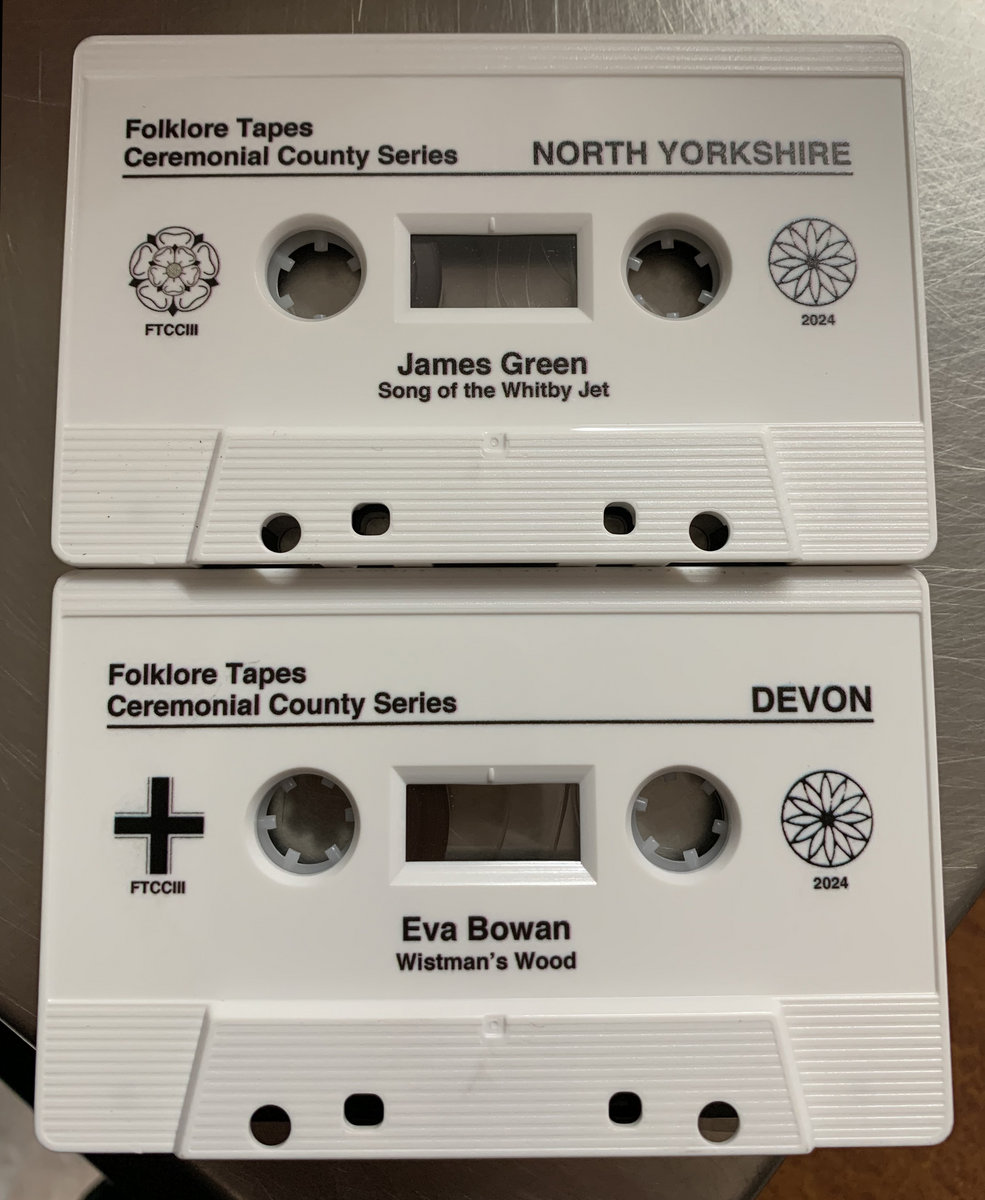 Folklore Tapes
Ceremonial County Series
NORTH YORKSHIRE
FTCCIII
2024
James Green
Song of the Whitby Jet
Folklore Tapes
Ceremonial County Series
DEVON
FTCCIII
2024
Eva Bowan
Wistman's Wood